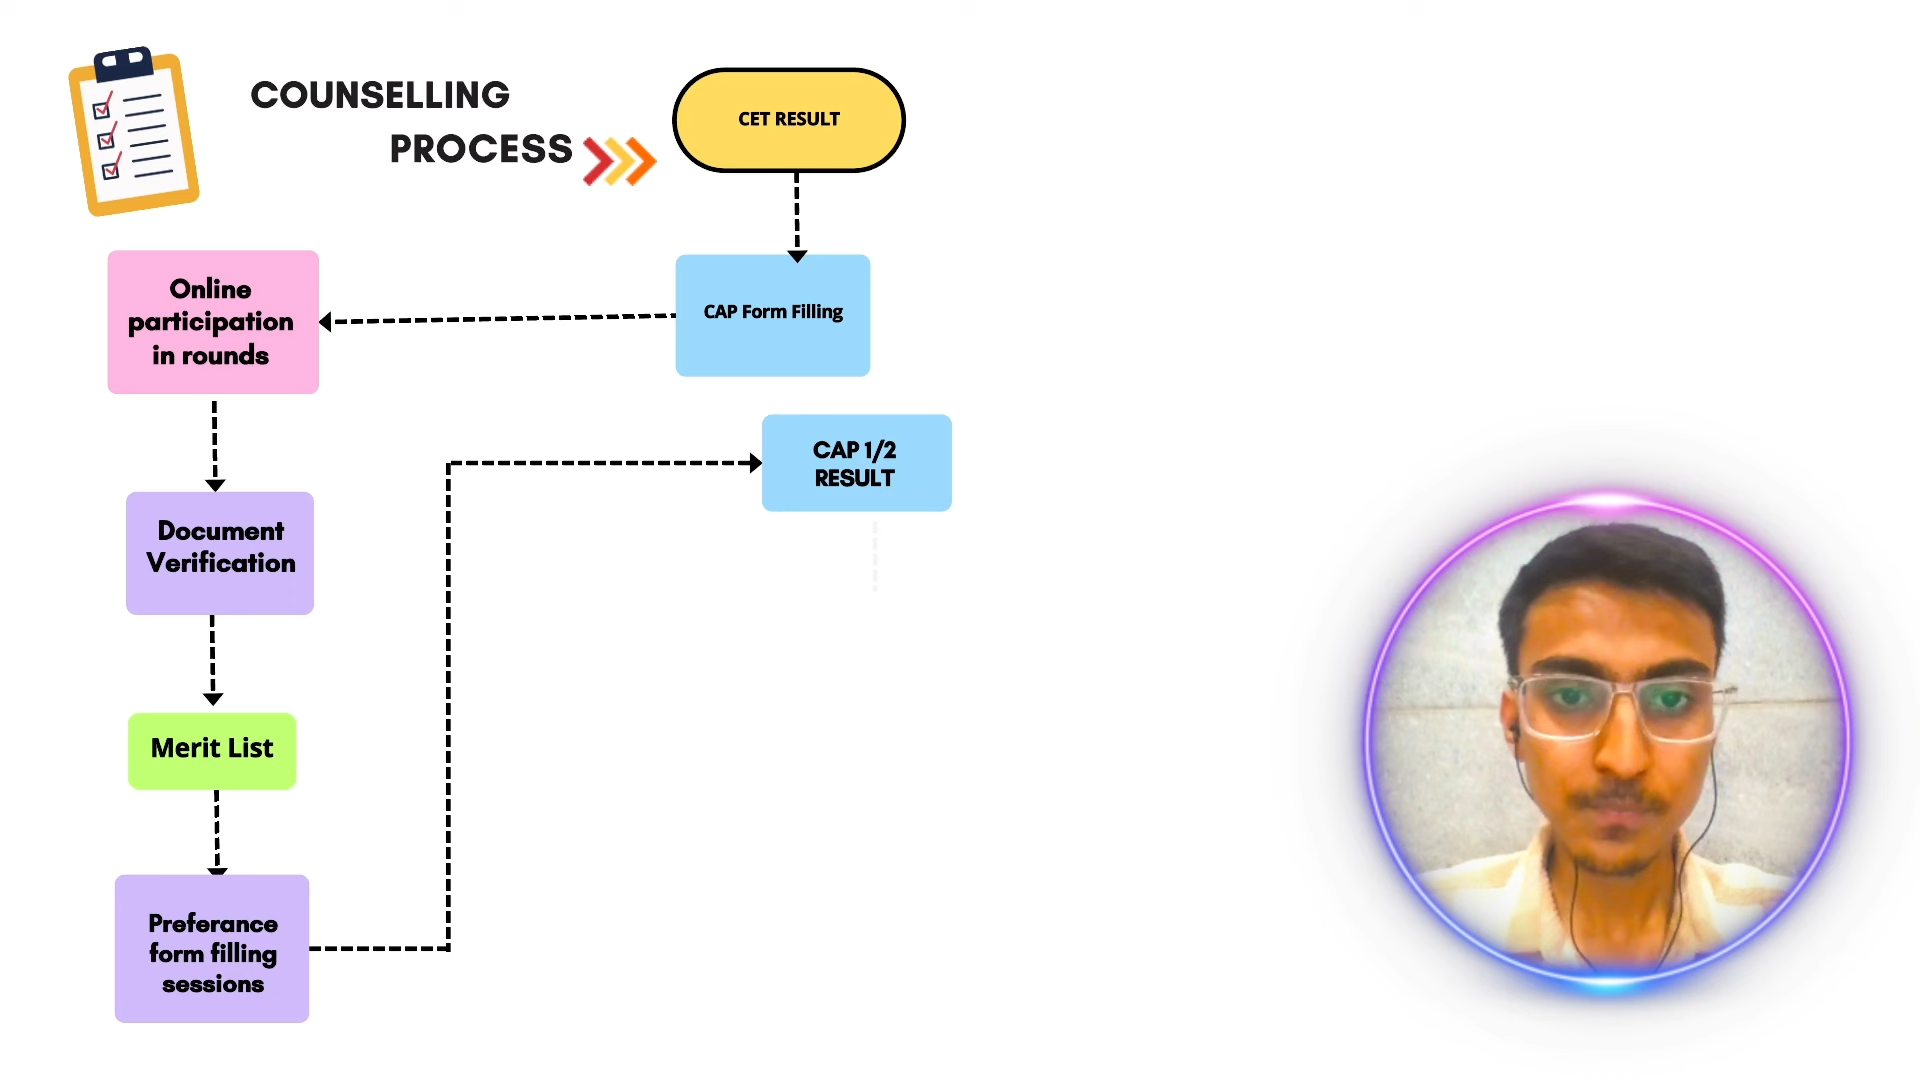 COUNSELLING
PROCESS
CET RESULT
CAP Form Filling
Online
participation
in rounds
CAP 1/2
RESULT
Document
Verification
Merit List
Preferance
form filling
sessions